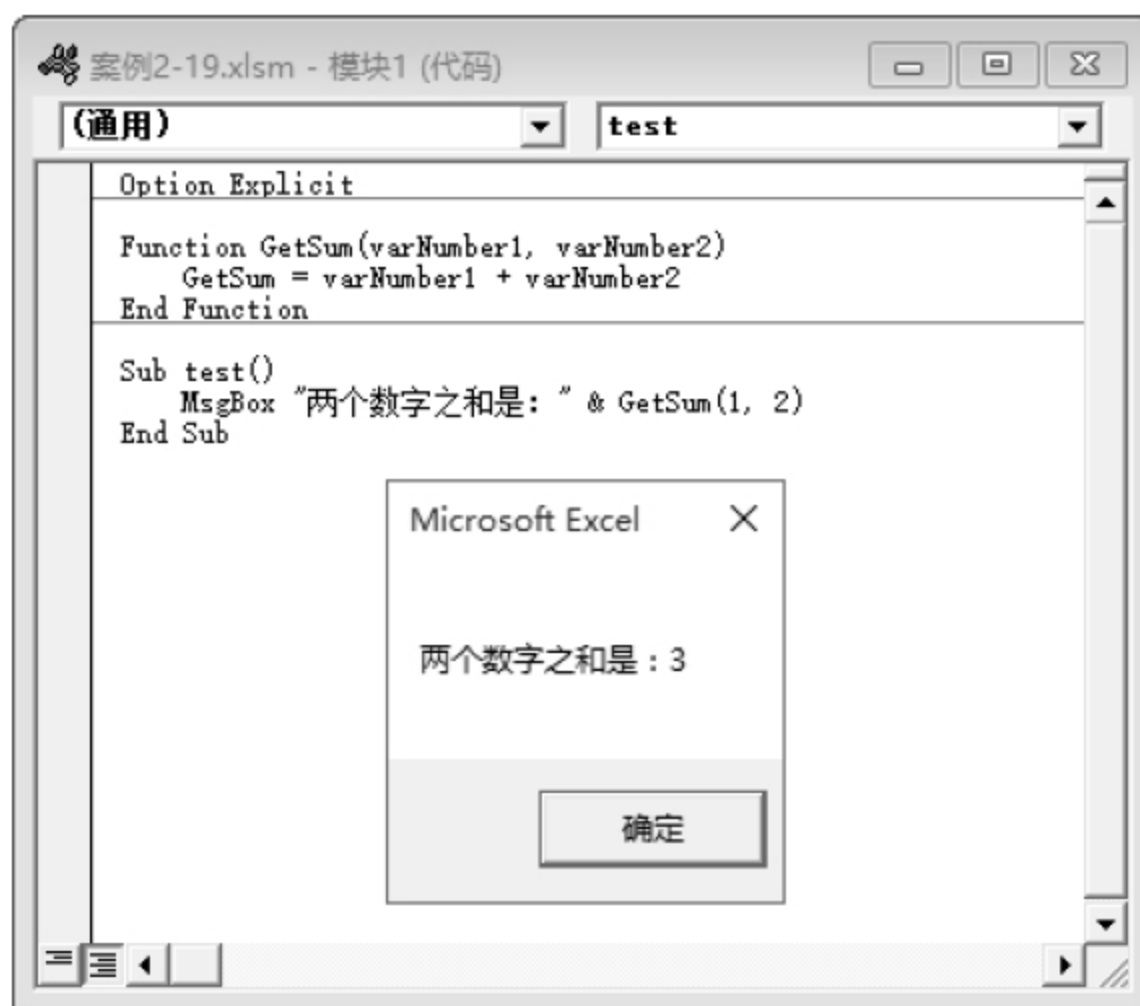 案例2-19.xlsm - 模块1 (代码)
(通用) test
Option Explicit
Function GetSum(varNumber1, varNumber2)
GetSum = varNumber1 + varNumber2
End Function
Sub test()
MsgBox "两个数字之和是：" & GetSum(1, 2)
End Sub
Microsoft Excel
两个数字之和是：3
确定